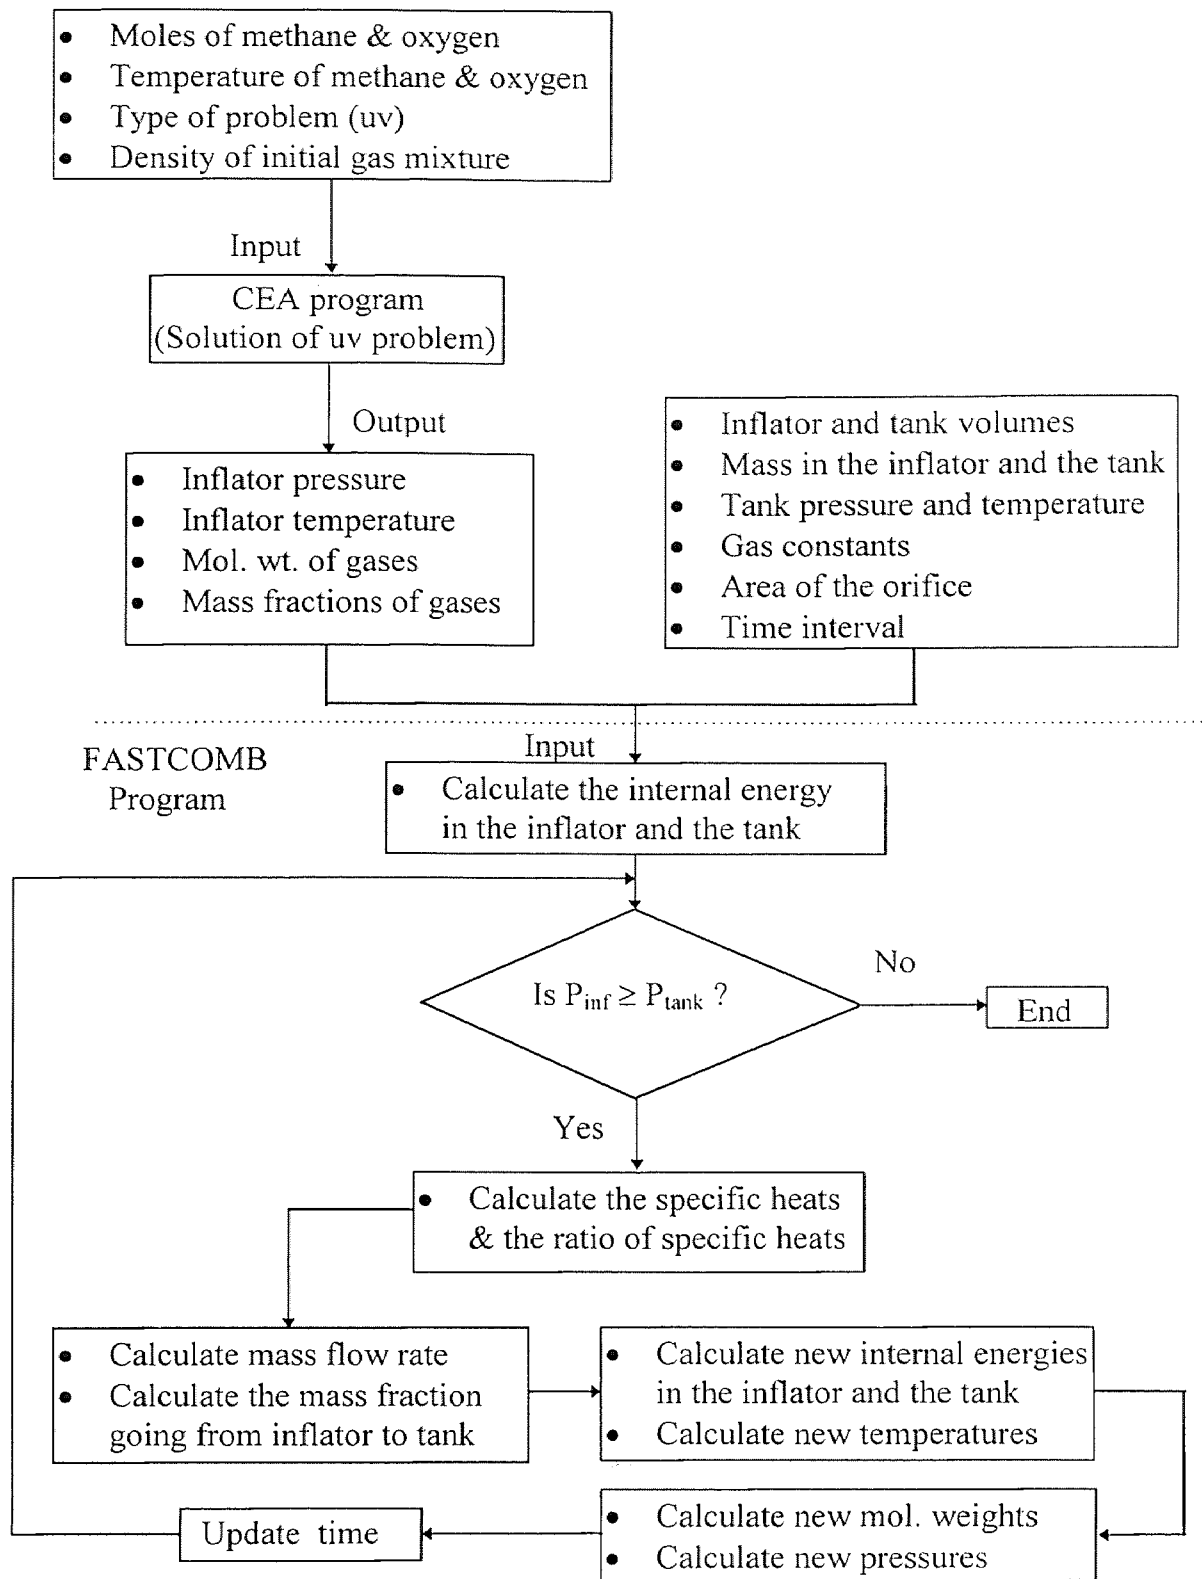 • Moles of methane & oxygen
• Temperature of methane & oxygen
• Type of problem (uv)
• Density of initial gas mixture
Input
CEA program
(Solution of uv problem)
Output
• Inflator pressure
• Inflator temperature
• Mol. wt. of gases
• Mass fractions of gases
• Inflator and tank volumes
• Mass in the inflator and the tank
• Tank pressure and temperature
• Gas constants
• Area of the orifice
• Time interval
FASTCOMB
Program
Input
• Calculate the internal energy
in the inflator and the tank
Is P_inf ≥ P_tank ?
No
End
Yes
• Calculate the specific heats
& the ratio of specific heats
• Calculate mass flow rate
• Calculate the mass fraction
going from inflator to tank
• Calculate new internal energies
in the inflator and the tank
• Calculate new temperatures
• Calculate new mol. weights
• Calculate new pressures
Update time